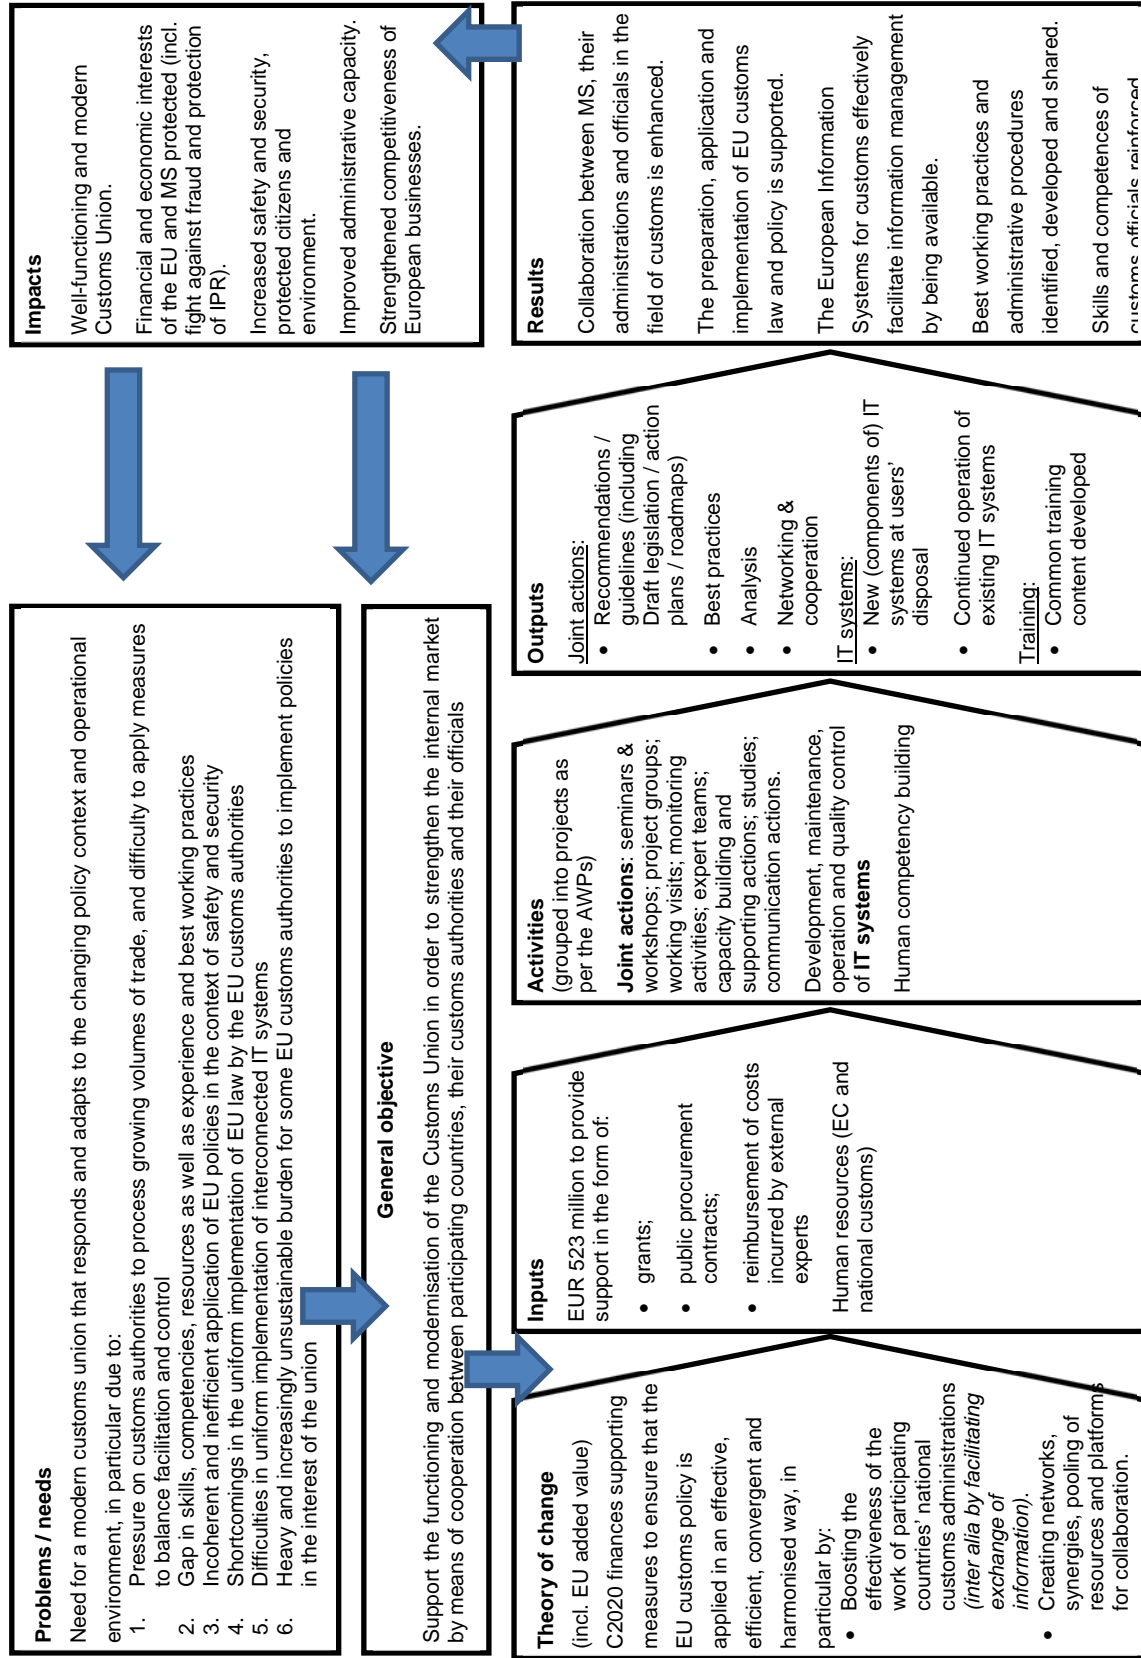 Problems / needs
Need for a modern customs union that responds and adapts to the changing policy context and operational
environment, in particular due to:
1. Pressure on customs authorities to process growing volumes of trade, and difficulty to apply measures
to balance facilitation and control
2. Gap in skills, competencies, resources as well as experience and best working practices
3. Incoherent and inefficient application of EU policies in the context of safety and security
4. Shortcomings in the uniform implementation of EU law by the EU customs authorities
5. Difficulties in uniform implementation of interconnected IT systems
6. Heavy and increasingly unsustainable burden for some EU customs authorities to implement policies
in the interest of the union
General objective
Support the functioning and modernisation of the Customs Union in order to strengthen the internal market
by means of cooperation between participating countries, their customs authorities and their officials
Theory of change
(incl. EU added value)
C2020 finances supporting
measures to ensure that the
EU customs policy is
applied in an effective,
efficient, convergent and
harmonised way, in
particular by:
• Boosting the
effectiveness of the
work of participating
countries' national
customs administrations
(inter alia by facilitating
exchange of
information).
• Creating networks,
synergies, pooling of
resources and platforms
for collaboration.
Inputs
EUR 523 million to provide
support in the form of:
• grants;
• public procurement
contracts;
• reimbursement of costs
incurred by external
experts
Human resources (EC and
national customs)
Activities
(grouped into projects as
per the AWPs)
Joint actions: seminars &
workshops; project groups;
working visits; monitoring
activities; expert teams;
capacity building and
supporting actions; studies;
communication actions.
Development, maintenance,
operation and quality control
of IT systems
Human competency building
Outputs
Joint actions:
• Recommendations /
guidelines (including
Draft legislation / action
plans / roadmaps)
• Best practices
• Analysis
• Networking &
cooperation
IT systems:
• New (components of) IT
systems at users'
disposal
• Continued operation of
existing IT systems
Training:
• Common training
content developed
Results
Collaboration between MS, their
administrations and officials in the
field of customs is enhanced.
The preparation, application and
implementation of EU customs
law and policy is supported.
The European Information
Systems for customs effectively
facilitate information management
by being available.
Best working practices and
administrative procedures
identified, developed and shared.
Skills and competences of
customs officials reinforced
Impacts
Well-functioning and modern
Customs Union.
Financial and economic interests
of the EU and MS protected (incl.
fight against fraud and protection
of IPR).
Increased safety and security,
protected citizens and
environment.
Improved administrative capacity.
Strengthened competitiveness of
European businesses.